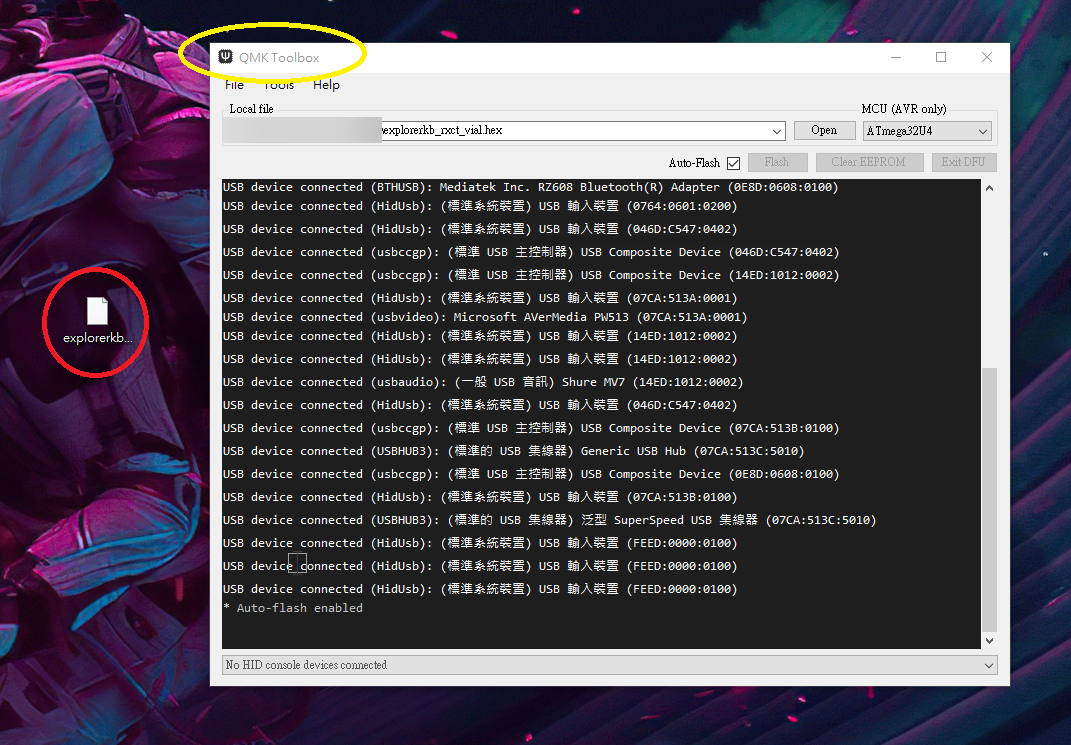 QMK Toolbox
File Tools Help
Local file
MCU (AVR only)
explorerkb_rxct_vial.hex
Open
ATmega32U4
Auto-Flash
Flash
Clear EEPROM
Exit DFU
USB device connected (BTHUSB): Mediatek Inc. RZ608 Bluetooth(R) Adapter (0E8D:0608:0100)
USB device connected (HidUsb): (標準系統裝置) USB 輸入裝置 (0764:0601:0200)
USB device connected (HidUsb): (標準系統裝置) USB 輸入裝置 (046D:C547:0402)
USB device connected (usbccgp): (標準 USB 主控制器) USB Composite Device (046D:C547:0402)
USB device connected (usbccgp): (標準 USB 主控制器) USB Composite Device (14ED:1012:0002)
USB device connected (HidUsb): (標準系統裝置) USB 輸入裝置 (07CA:513A:0001)
USB device connected (usbvideo): Microsoft AVerMedia PW513 (07CA:513A:0001)
USB device connected (HidUsb): (標準系統裝置) USB 輸入裝置 (14ED:1012:0002)
USB device connected (HidUsb): (標準系統裝置) USB 輸入裝置 (14ED:1012:0002)
USB device connected (usbaudio): (一般 USB 音訊) Shure MV7 (14ED:1012:0002)
USB device connected (HidUsb): (標準系統裝置) USB 輸入裝置 (046D:C547:0402)
USB device connected (usbccgp): (標準 USB 主控制器) USB Composite Device (07CA:513B:0100)
USB device connected (USBHUB3): (標準的 USB 集線器) Generic USB Hub (07CA:513C:5010)
USB device connected (usbccgp): (標準 USB 主控制器) USB Composite Device (0E8D:0608:0100)
USB device connected (HidUsb): (標準系統裝置) USB 輸入裝置 (07CA:513B:0100)
USB device connected (USBHUB3): (標準的 USB 集線器) 泛型 SuperSpeed USB 集線器 (07CA:513C:5010)
USB device connected (HidUsb): (標準系統裝置) USB 輸入裝置 (FEED:0000:0100)
USB device connected (HidUsb): (標準系統裝置) USB 輸入裝置 (FEED:0000:0100)
USB device connected (HidUsb): (標準系統裝置) USB 輸入裝置 (FEED:0000:0100)
* Auto-flash enabled
No HID console devices connected
explorerkb...